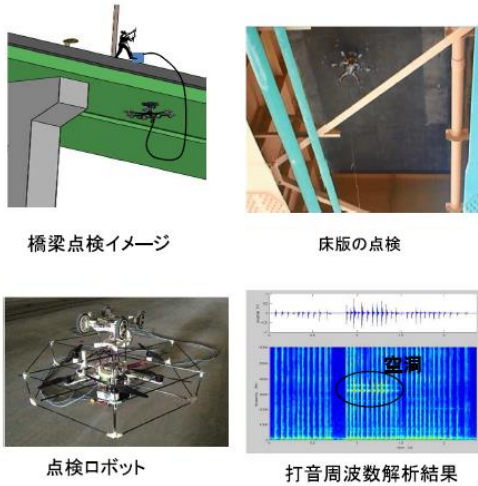 橋梁点検イメージ
床版の点検
点検ロボット
空洞
打音周波数解析結果